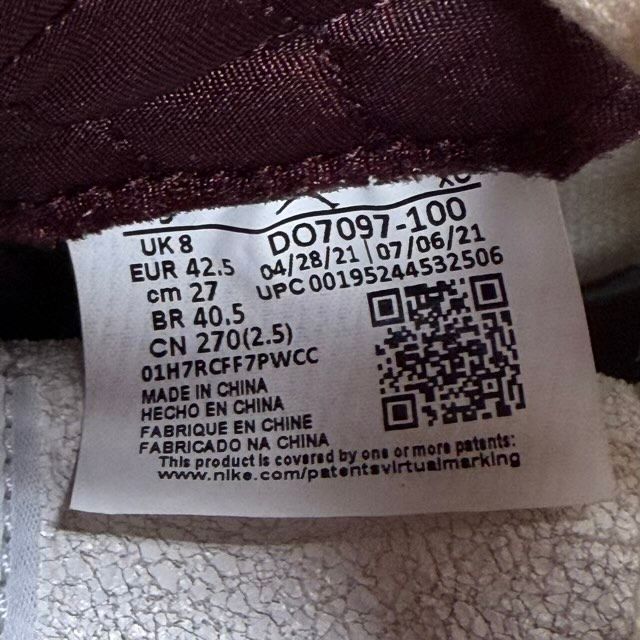 UK 8
EUR 42.5
cm 27
BR 40.5
CN 270(2.5)
01H7RCFF7PWCC
MADE IN CHINA
HECHO EN CHINA
FABRIQUE EN CHINE
FABRICADO NA CHINA
DO7097-100
04/28/21 | 07/06/21
UPC 00195244532506
This product is covered by one or more patents:
www.nike.com/patentsvirtualmarking